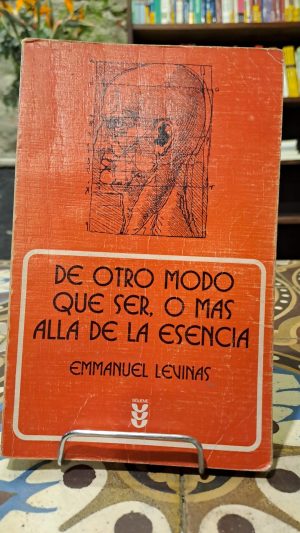 DE OTRO MODO
QUE SER, O MAS
ALLA DE LA ESENCIA
EMMANUEL LEVINAS
SIGUEME